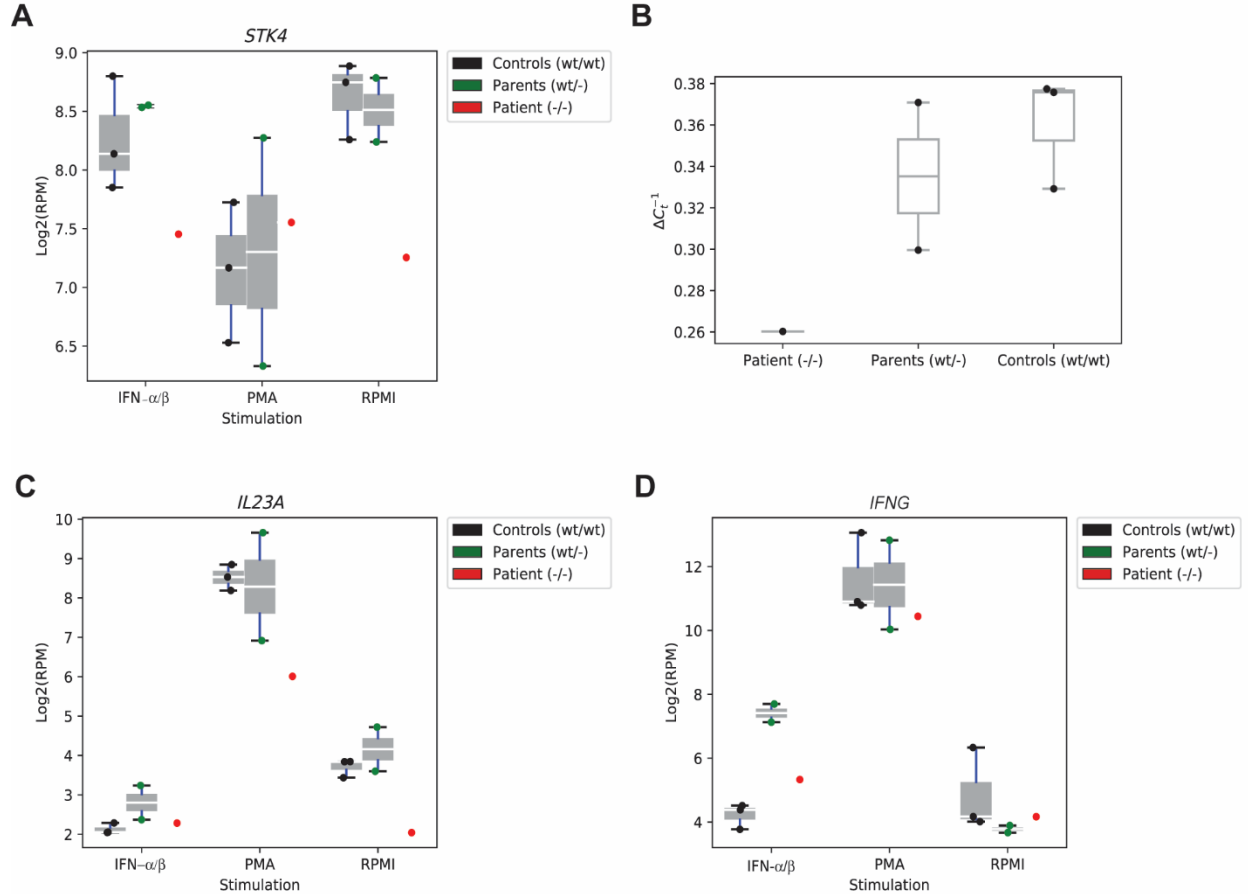 A
STK4
Controls (wt/wt)
Parents (wt/-)
Patient (-/-)
9.0
8.5
8.0
7.5
7.0
6.5
Log2(RPM)
IFN-α/β
PMA
RPMI
Stimulation
B
0.38
0.36
0.34
0.32
0.30
0.28
0.26
ΔCt⁻¹
Patient (-/-)
Parents (wt/-)
Controls (wt/wt)
C
IL23A
Controls (wt/wt)
Parents (wt/-)
Patient (-/-)
10
9
8
7
6
5
4
3
2
Log2(RPM)
IFN-α/β
PMA
RPMI
Stimulation
D
IFNG
Controls (wt/wt)
Parents (wt/-)
Patient (-/-)
12
10
8
6
4
Log2(RPM)
IFN-α/β
PMA
RPMI
Stimulation